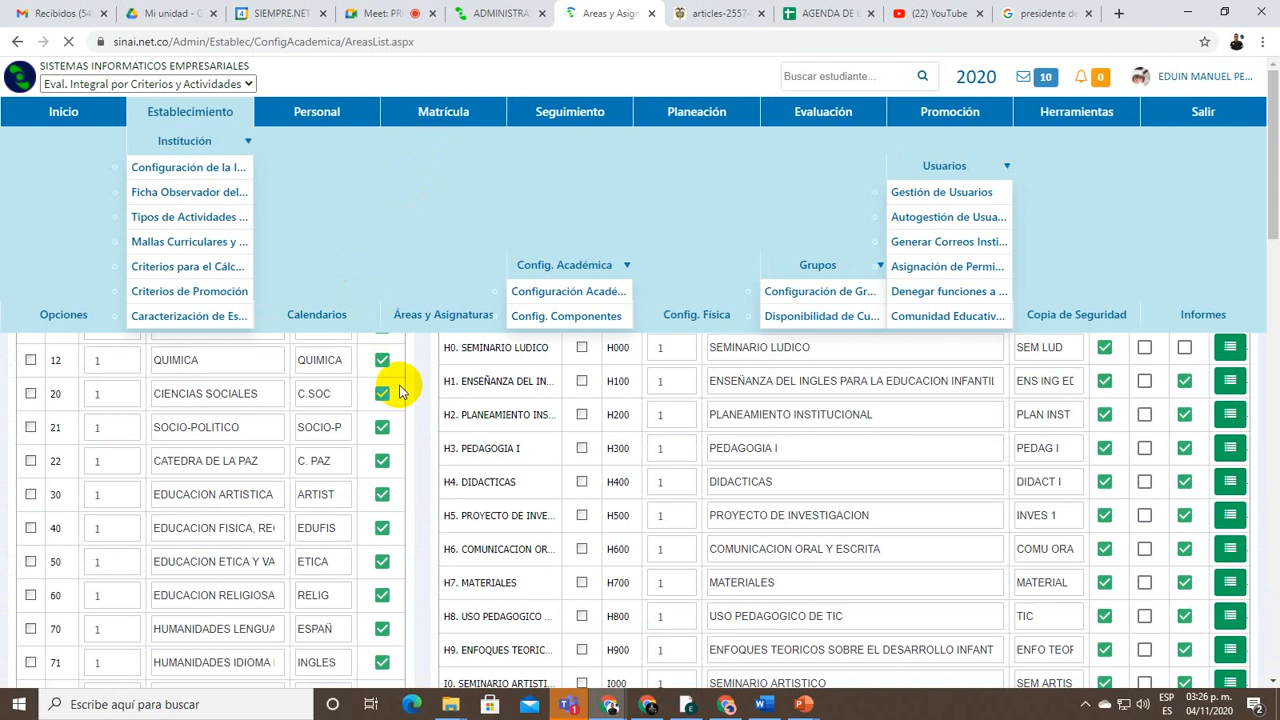 Recibidos (54
Mi unidad - G
SIEMPRE.NET
Meet: PR
ADMINISTRA
Areas y Asign
articles-2557
AGENDA DE L
(22) YouTube
presidente de
sinai.net.co/Admin/Establec/ConfigAcademica/AreasList.aspx
SISTEMAS INFORMATICOS EMPRESARIALES
Eval. Integral por Criterios y Actividades
Buscar estudiante...
2020
10
0
EDUIN MANUEL PE...
Inicio
Establecimiento
Personal
Matrícula
Seguimiento
Planeación
Evaluación
Promoción
Herramientas
Salir
Institución
Configuración de la I...
Ficha Observador del...
Tipos de Actividades ...
Mallas Curriculares y ...
Criterios para el Cálc...
Criterios de Promoción
Caracterización de Es...
Usuarios
Gestión de Usuarios
Autogestión de Usua...
Generar Correos Insti...
Asignación de Permi...
Denegar funciones a ...
Comunidad Educativ...
Config. Académica
Configuración Acadé...
Config. Componentes
Grupos
Configuración de Gr...
Disponibilidad de Cu...
Opciones
Calendarios
Áreas y Asignaturas
Config. Física
Copia de Seguridad
Informes
12 1 QUIMICA QUIMICA
20 1 CIENCIAS SOCIALES C.SOC
21 1 SOCIO-POLITICO SOCIO-P
22 1 CATEDRA DE LA PAZ C. PAZ
30 1 EDUCACION ARTISTICA ARTIST
40 1 EDUCACION FISICA, REC EDUFIS
50 1 EDUCACION ETICA Y VA ETICA
60 1 EDUCACION RELIGIOSA RELIG
70 1 HUMANIDADES LENGUA ESPAÑ
71 1 HUMANIDADES IDIOMA INGLES
H0. SEMINARIO LUDICO H000 1 SEMINARIO LUDICO SEM LUD
H1. ENSEÑANZA DEL IN... H100 1 ENSEÑANZA DEL INGLES PARA LA EDUCACION INFANTIL ENS ING ED
H2. PLANEAMIENTO INS... H200 1 PLANEAMIENTO INSTITUCIONAL PLAN INST
H3. PEDAGOGIA I H300 1 PEDAGOGIA I PEDAG I
H4. DIDACTICAS H400 1 DIDACTICAS DIDACT I
H5. PROYECTO DE INVE... H500 1 PROYECTO DE INVESTIGACION INVES 1
H6. COMUNICACION OR... H600 1 COMUNICACION ORAL Y ESCRITA COMU ORA
H7. MATERIALES H700 1 MATERIALES MATERIAL
H8. USO PEDAGOGICO ... H800 1 USO PEDAGOGICO DE TIC TIC
H9. ENFOQUES TEORIC... H900 1 ENFOQUES TEORICOS SOBRE EL DESARROLLO INFANT ENFO TEOF
I0. SEMINARIO ARTISTI... I000 1 SEMINARIO ARTISTICO SEM ARTIS
Escribe aquí para buscar
ESP
ES
03:26 p. m.
04/11/2020
2